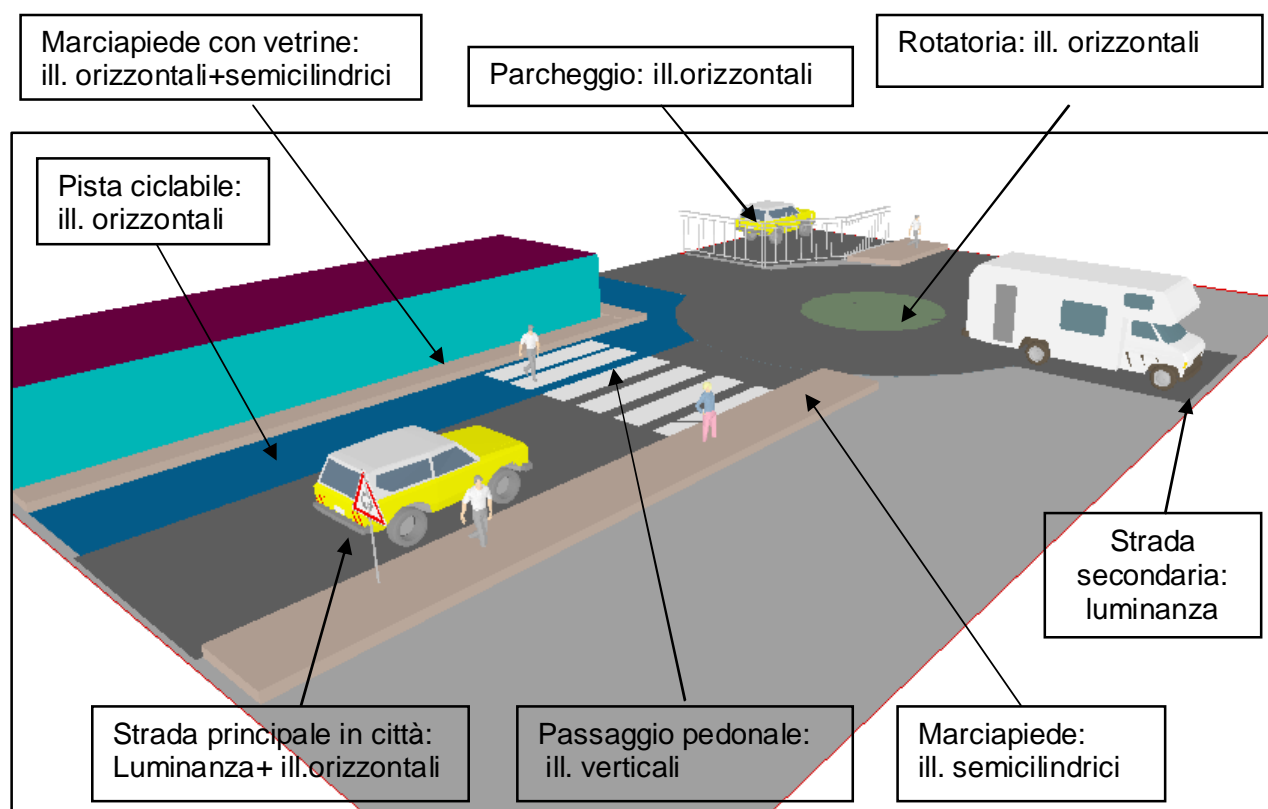 Marciapiede con vetrine:
ill. orizzontali+semicilindrici
Parcheggio: ill.orizzontali
Rotatoria: ill. orizzontali
Pista ciclabile:
ill. orizzontali
Strada
secondaria:
luminanza
Strada principale in città:
Luminanza+ ill.orizzontali
Passaggio pedonale:
ill. verticali
Marciapiede:
ill. semicilindrici